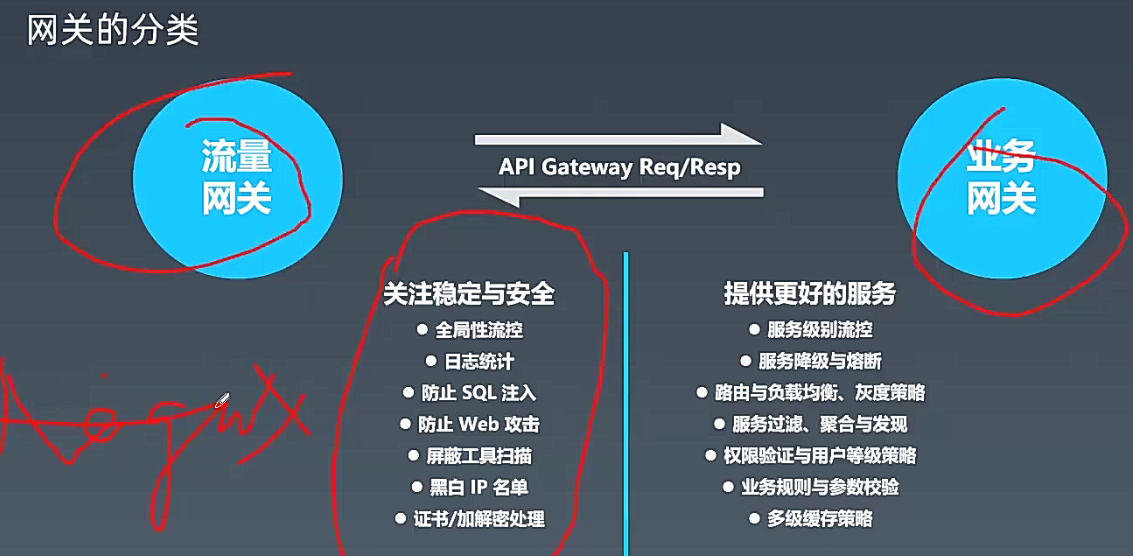 网关的分类
流量
网关
API Gateway Req/Resp
业务
网关
关注稳定与安全
● 全局性流控
● 日志统计
● 防止 SQL 注入
● 防止 Web 攻击
● 屏蔽工具扫描
● 黑白 IP 名单
● 证书/加解密处理
提供更好的服务
● 服务级别流控
● 服务降级与熔断
● 路由与负载均衡、灰度策略
● 服务过滤、聚合与发现
● 权限验证与用户等级策略
● 业务规则与参数校验
● 多级缓存策略